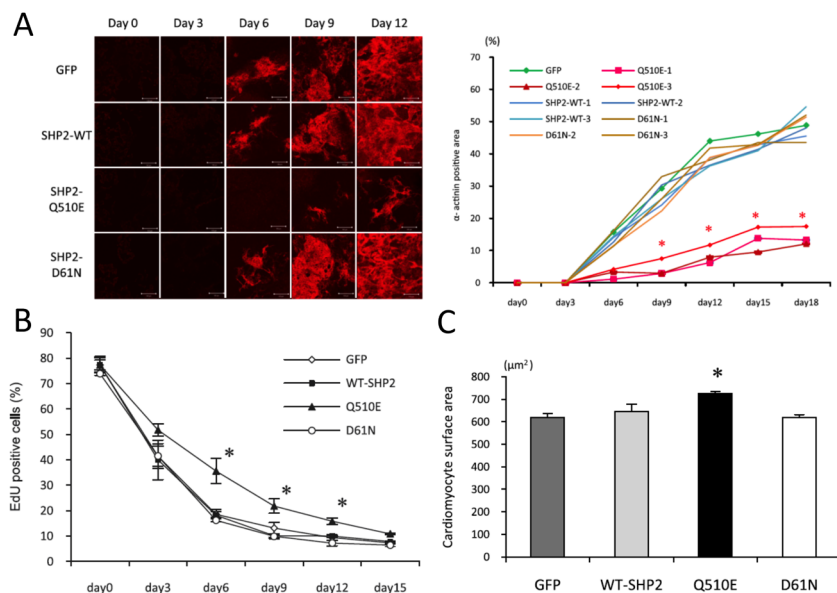 A
Day 0 Day 3 Day 6 Day 9 Day 12
GFP
SHP2-WT
SHP2-
Q510E
SHP2-
D61N
(%)
70
60
50
40
30
20
10
0
α- actinin positive area
GFP Q510E-1
Q510E-2 Q510E-3
SHP2-WT-1 SHP2-WT-2
SHP2-WT-3 D61N-1
D61N-2 D61N-3
* * * *
day0 day3 day6 day9 day12 day15 day18
B
90
80
70
60
50
40
30
20
10
0
EdU positive cells (%)
GFP
WT-SHP2
Q510E
D61N
* * *
day0 day3 day6 day9 day12 day15
C
(μm²)
800
700
600
500
400
300
200
100
0
Cardiomyocyte surface area
*
GFP WT-SHP2 Q510E D61N